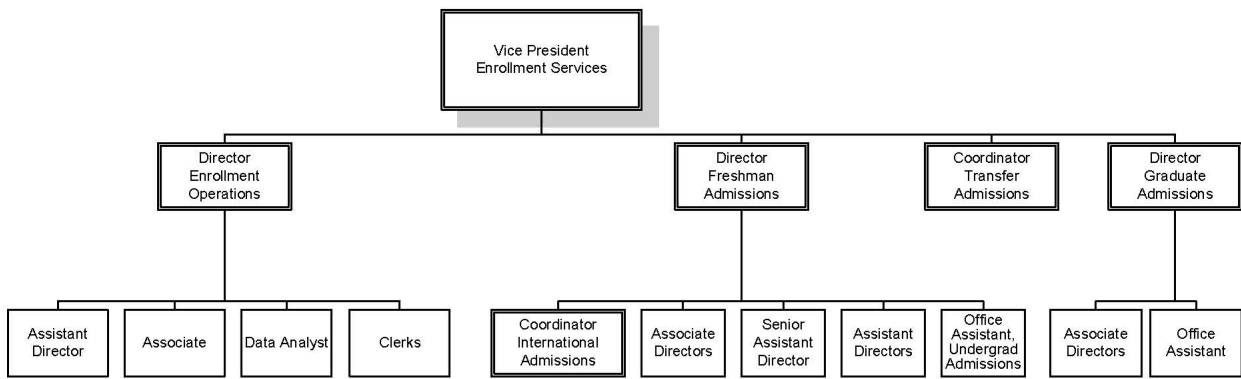 Vice President
Enrollment Services
Director
Enrollment
Operations
Director
Freshman
Admissions
Coordinator
Transfer
Admissions
Director
Graduate
Admissions
Assistant
Director
Associate
Data Analyst
Clerks
Coordinator
International
Admissions
Associate
Directors
Senior
Assistant
Director
Assistant
Directors
Office
Assistant,
Undergrad
Admissions
Associate
Directors
Office
Assistant